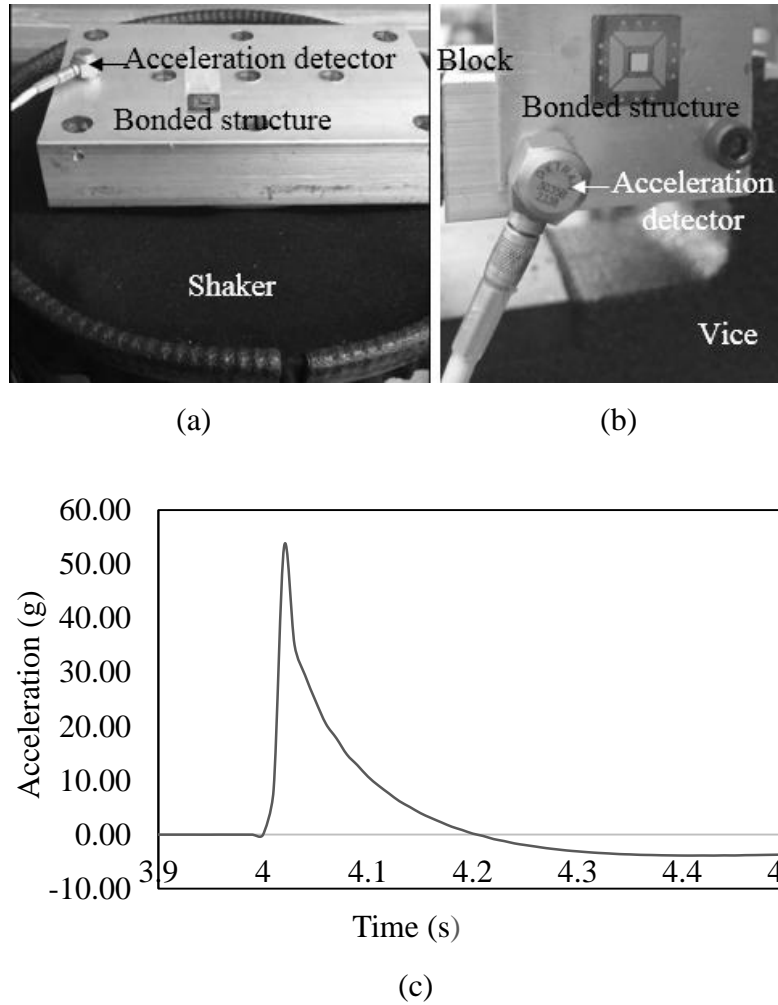 Acceleration detector
Bonded structure
Shaker
(a)
Block
Bonded structure
Acceleration
detector
Vice
(b)
60.00
50.00
40.00
30.00
20.00
10.00
0.00
-10.00
Acceleration (g)
3.9 4 4.1 4.2 4.3 4.4 4
Time (s)
(c)